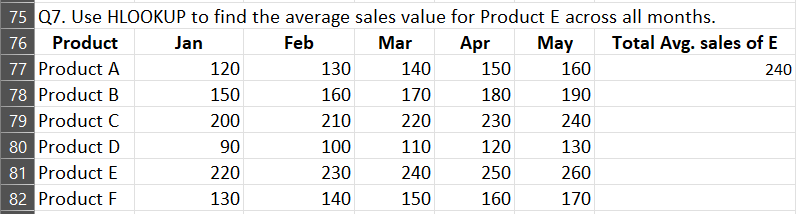 75 Q7. Use HLOOKUP to find the average sales value for Product E across all months.
76 Product Jan Feb Mar Apr May Total Avg. sales of E
77 Product A 120 130 140 150 160 240
78 Product B 150 160 170 180 190
79 Product C 200 210 220 230 240
80 Product D 90 100 110 120 130
81 Product E 220 230 240 250 260
82 Product F 130 140 150 160 170